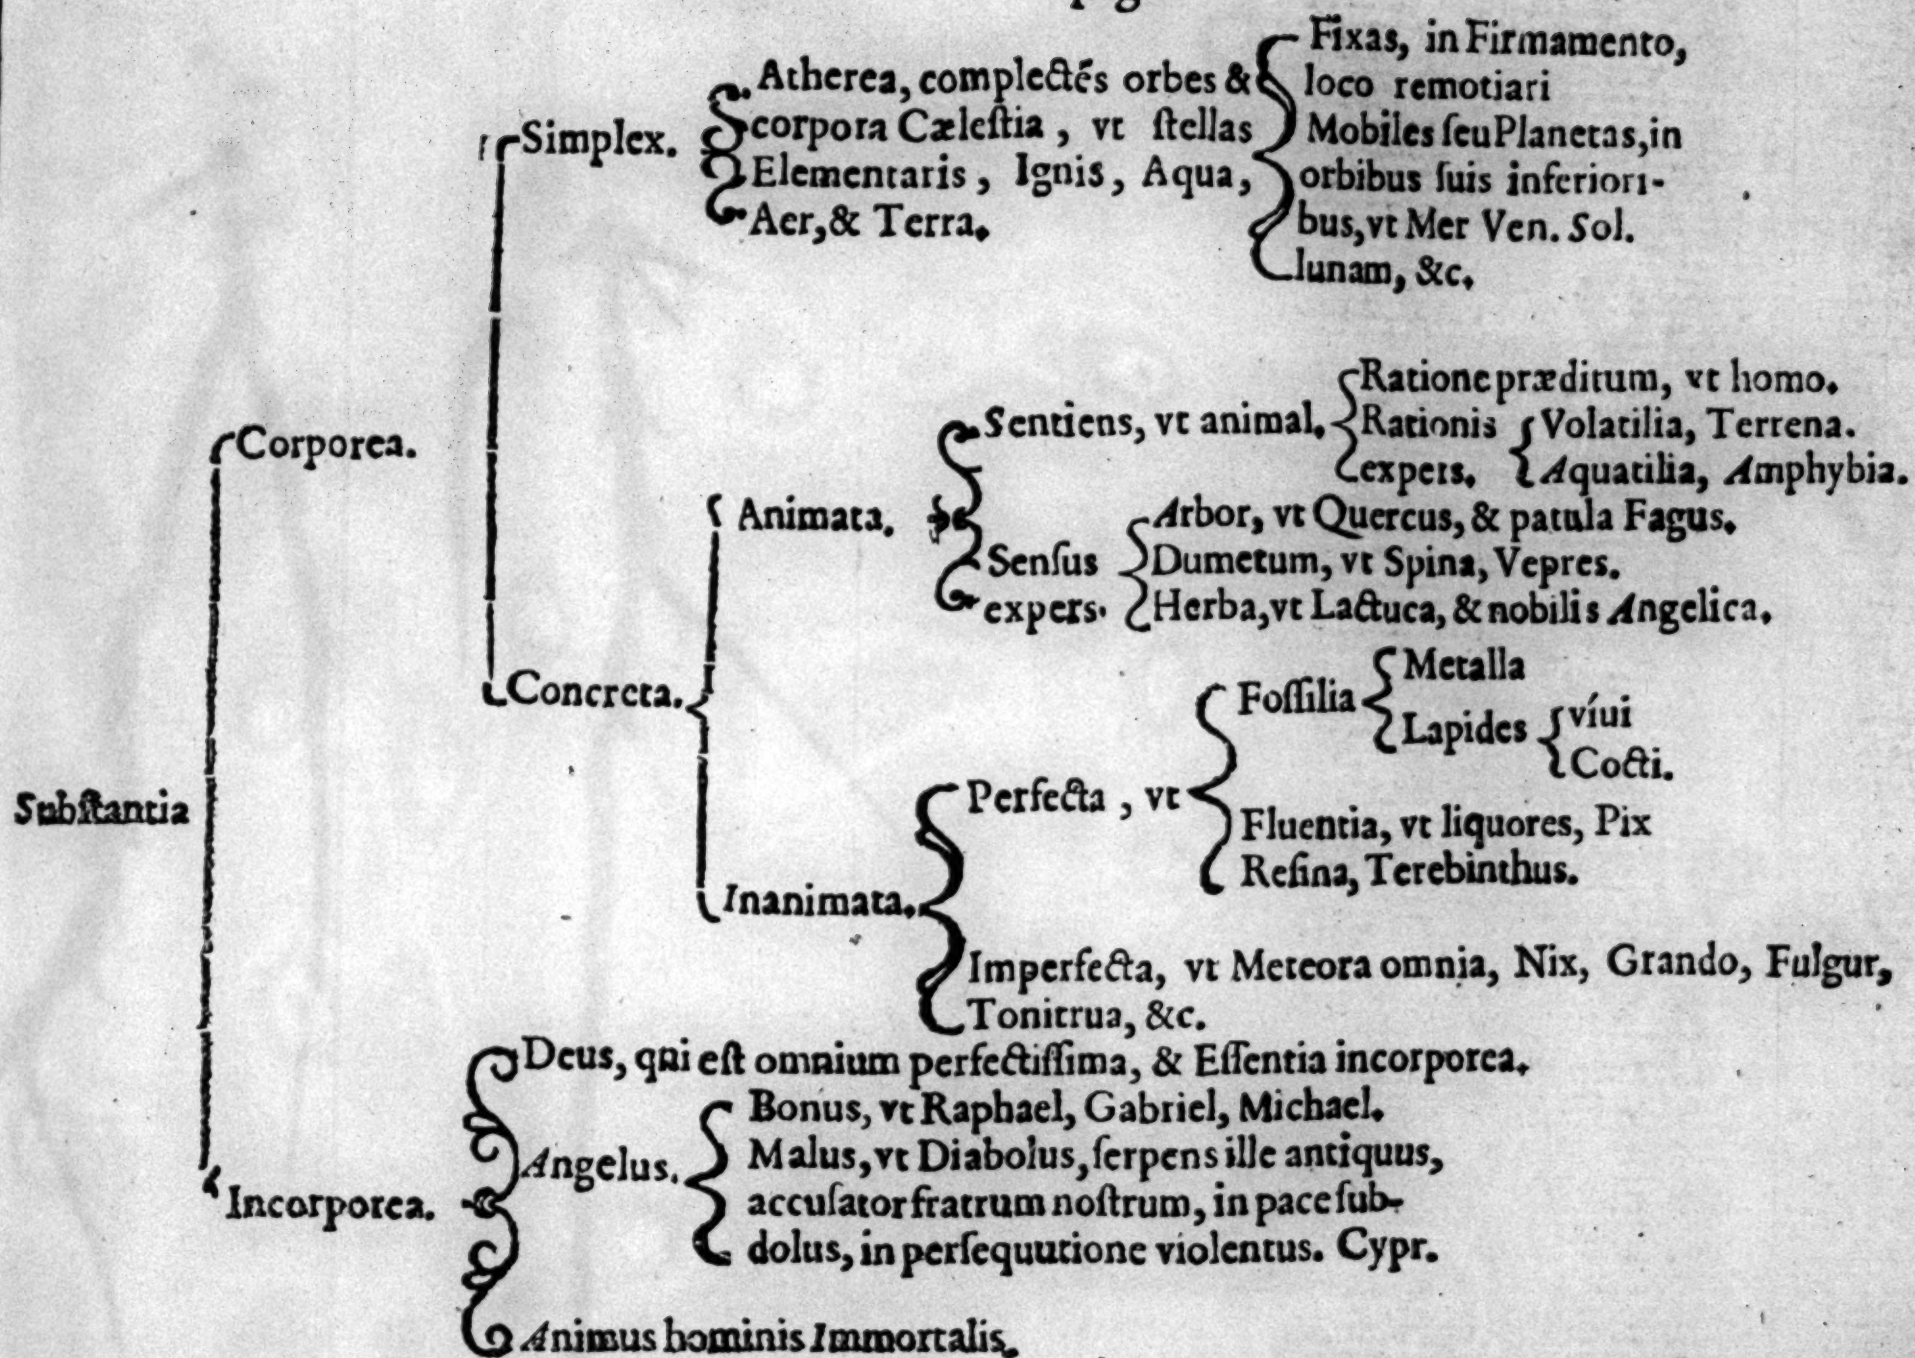 Fixas, in Firmamento,
Atherea, complectẽs orbes &
loco remotiari
Simplex.
corpora Cæleſtia, vt ſtellas
Mobiles ſeu Planetas, in
Elementaris, Ignis, Aqua,
orbibus ſuis inferiori-
Aer, & Terra.
bus, vt Mer Ven. Sol.
lunam, &c.
Ratione præditum, vt homo.
Corporea.
Sentiens, vt animal.
Rationis
Volatilia, Terrena.
expers.
Aquatilia, Amphybia.
Animata.
Arbor, vt Quercus, & patula Fagus.
Senſus
Dumetum, vt Spina, Vepres.
expers.
Herba, vt Lactuca, & nobilis Angelica.
Concreta.
Foſſilia
Metalla
Lapides
víui
Cocti.
Substantia
Perfecta, vt
Fluentia, vt liquores, Pix
Reſina, Terebinthus.
Inanimata.
Imperfecta, vt Meteora omnia, Nix, Grando, Fulgur,
Tonitrua, &c.
Deus, qui eſt omnium perfectiſſima, & Eſſentia incorporea.
Bonus, vt Raphael, Gabriel, Michael.
Angelus.
Malus, vt Diabolus, ſerpens ille antiquus,
Incorporea.
accuſator fratrum noſtrum, in pace ſub-
dolus, in perſequutione violentus. Cypr.
Animus hominis Immortalis.